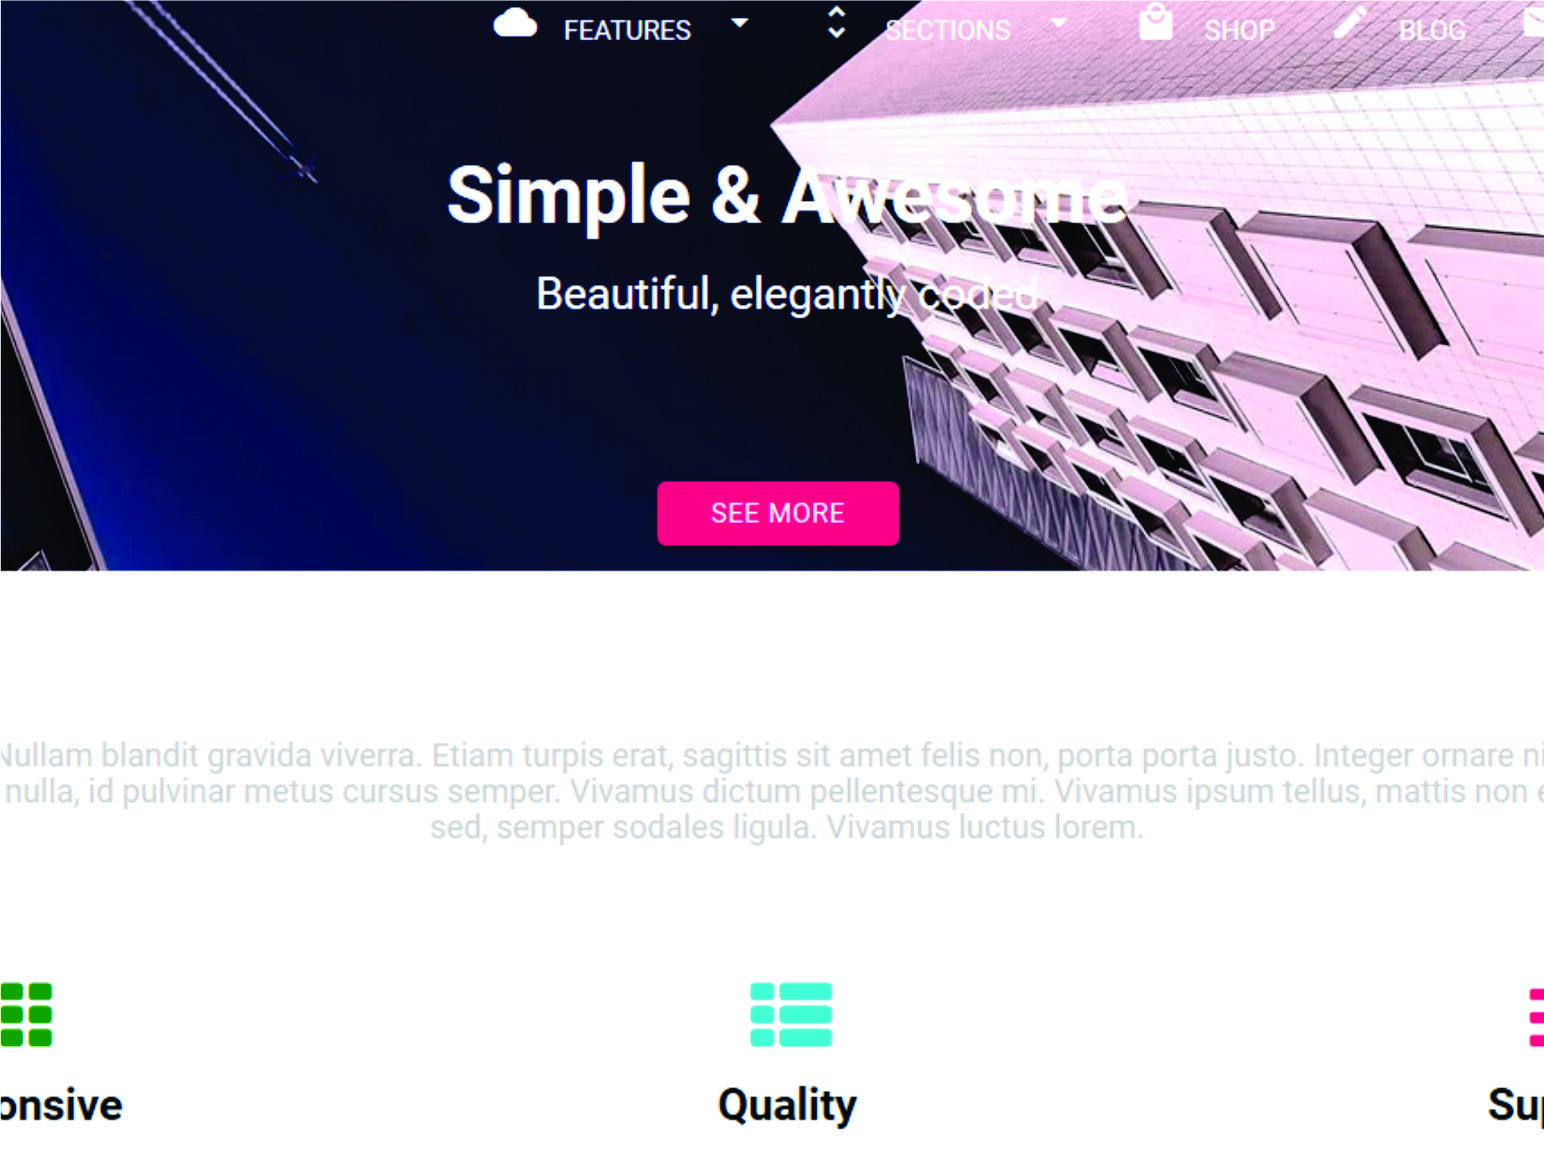 FEATURES SECTIONS SHOP BLOG
Simple & Awesome
Beautiful, elegantly coded
SEE MORE
Nullam blandit gravida viverra. Etiam turpis erat, sagittis sit amet felis non, porta porta justo. Integer ornare ni
nulla, id pulvinar metus cursus semper. Vivamus dictum pellentesque mi. Vivamus ipsum tellus, mattis non e
sed, semper sodales ligula. Vivamus luctus lorem.
onsive Quality Sup